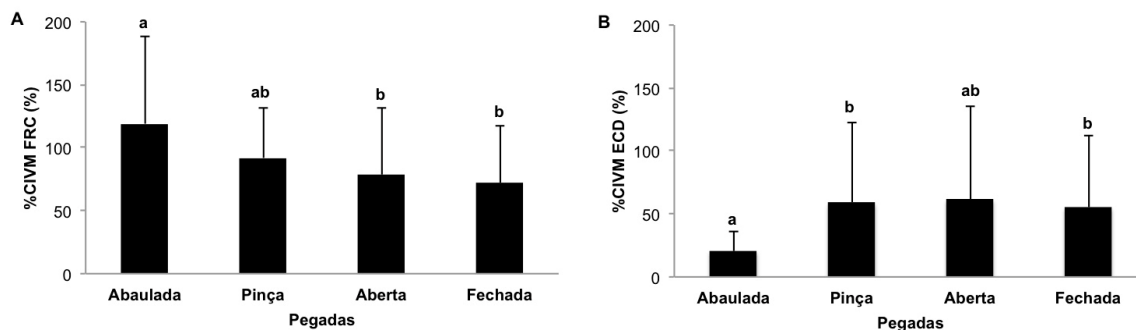 A
%CIVM FRC (%)
200
150
100
50
0
a
ab
b
b
Abaulada Pinça Aberta Fechada
Pegadas
B
%CIVM ECD (%)
200
150
100
50
0
a
b
ab
b
Abaulada Pinça Aberta Fechada
Pegadas